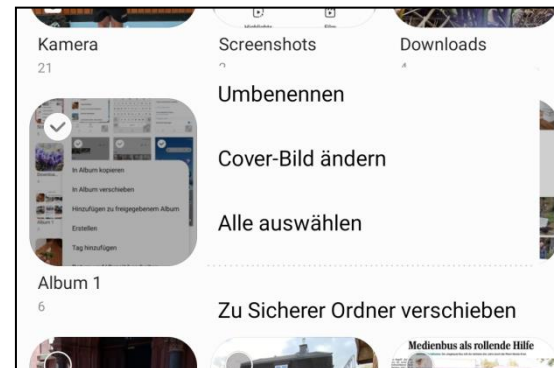 Kamera
Screenshots
Downloads
21
Umbenennen
Cover-Bild ändern
Alle auswählen
Zu Sicherer Ordner verschieben
In Album kopieren
In Album verschieben
Hinzufügen zu freigegebenem Album
Erstellen
Tag hinzufügen
Album 1
6
Medienbus als rollende Hilfe